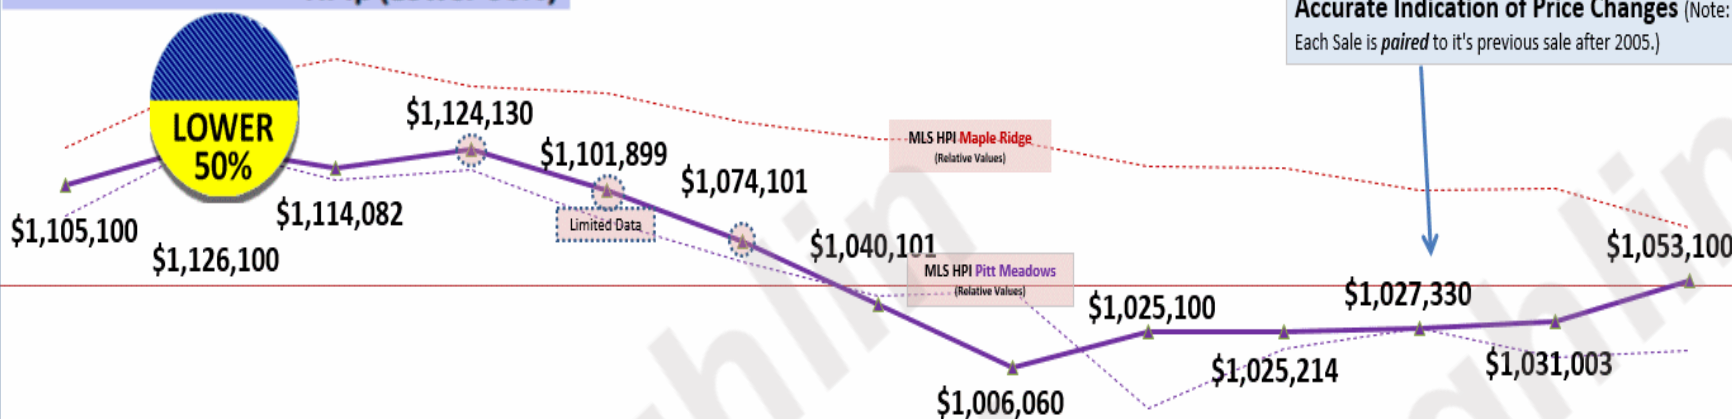 Accurate Indication of Price Changes (Note:
Each Sale is paired to it's previous sale after 2005.)
LOWER
50%
$1,124,130
$1,101,899
$1,074,101
MLS HPI Maple Ridge
(Relative Values)
$1,105,100
$1,126,100
$1,114,082
Limited Data
$1,040,101
MLS HPI Pitt Meadows
(Relative Values)
$1,006,060
$1,025,100
$1,025,214
$1,027,330
$1,031,003
$1,053,100